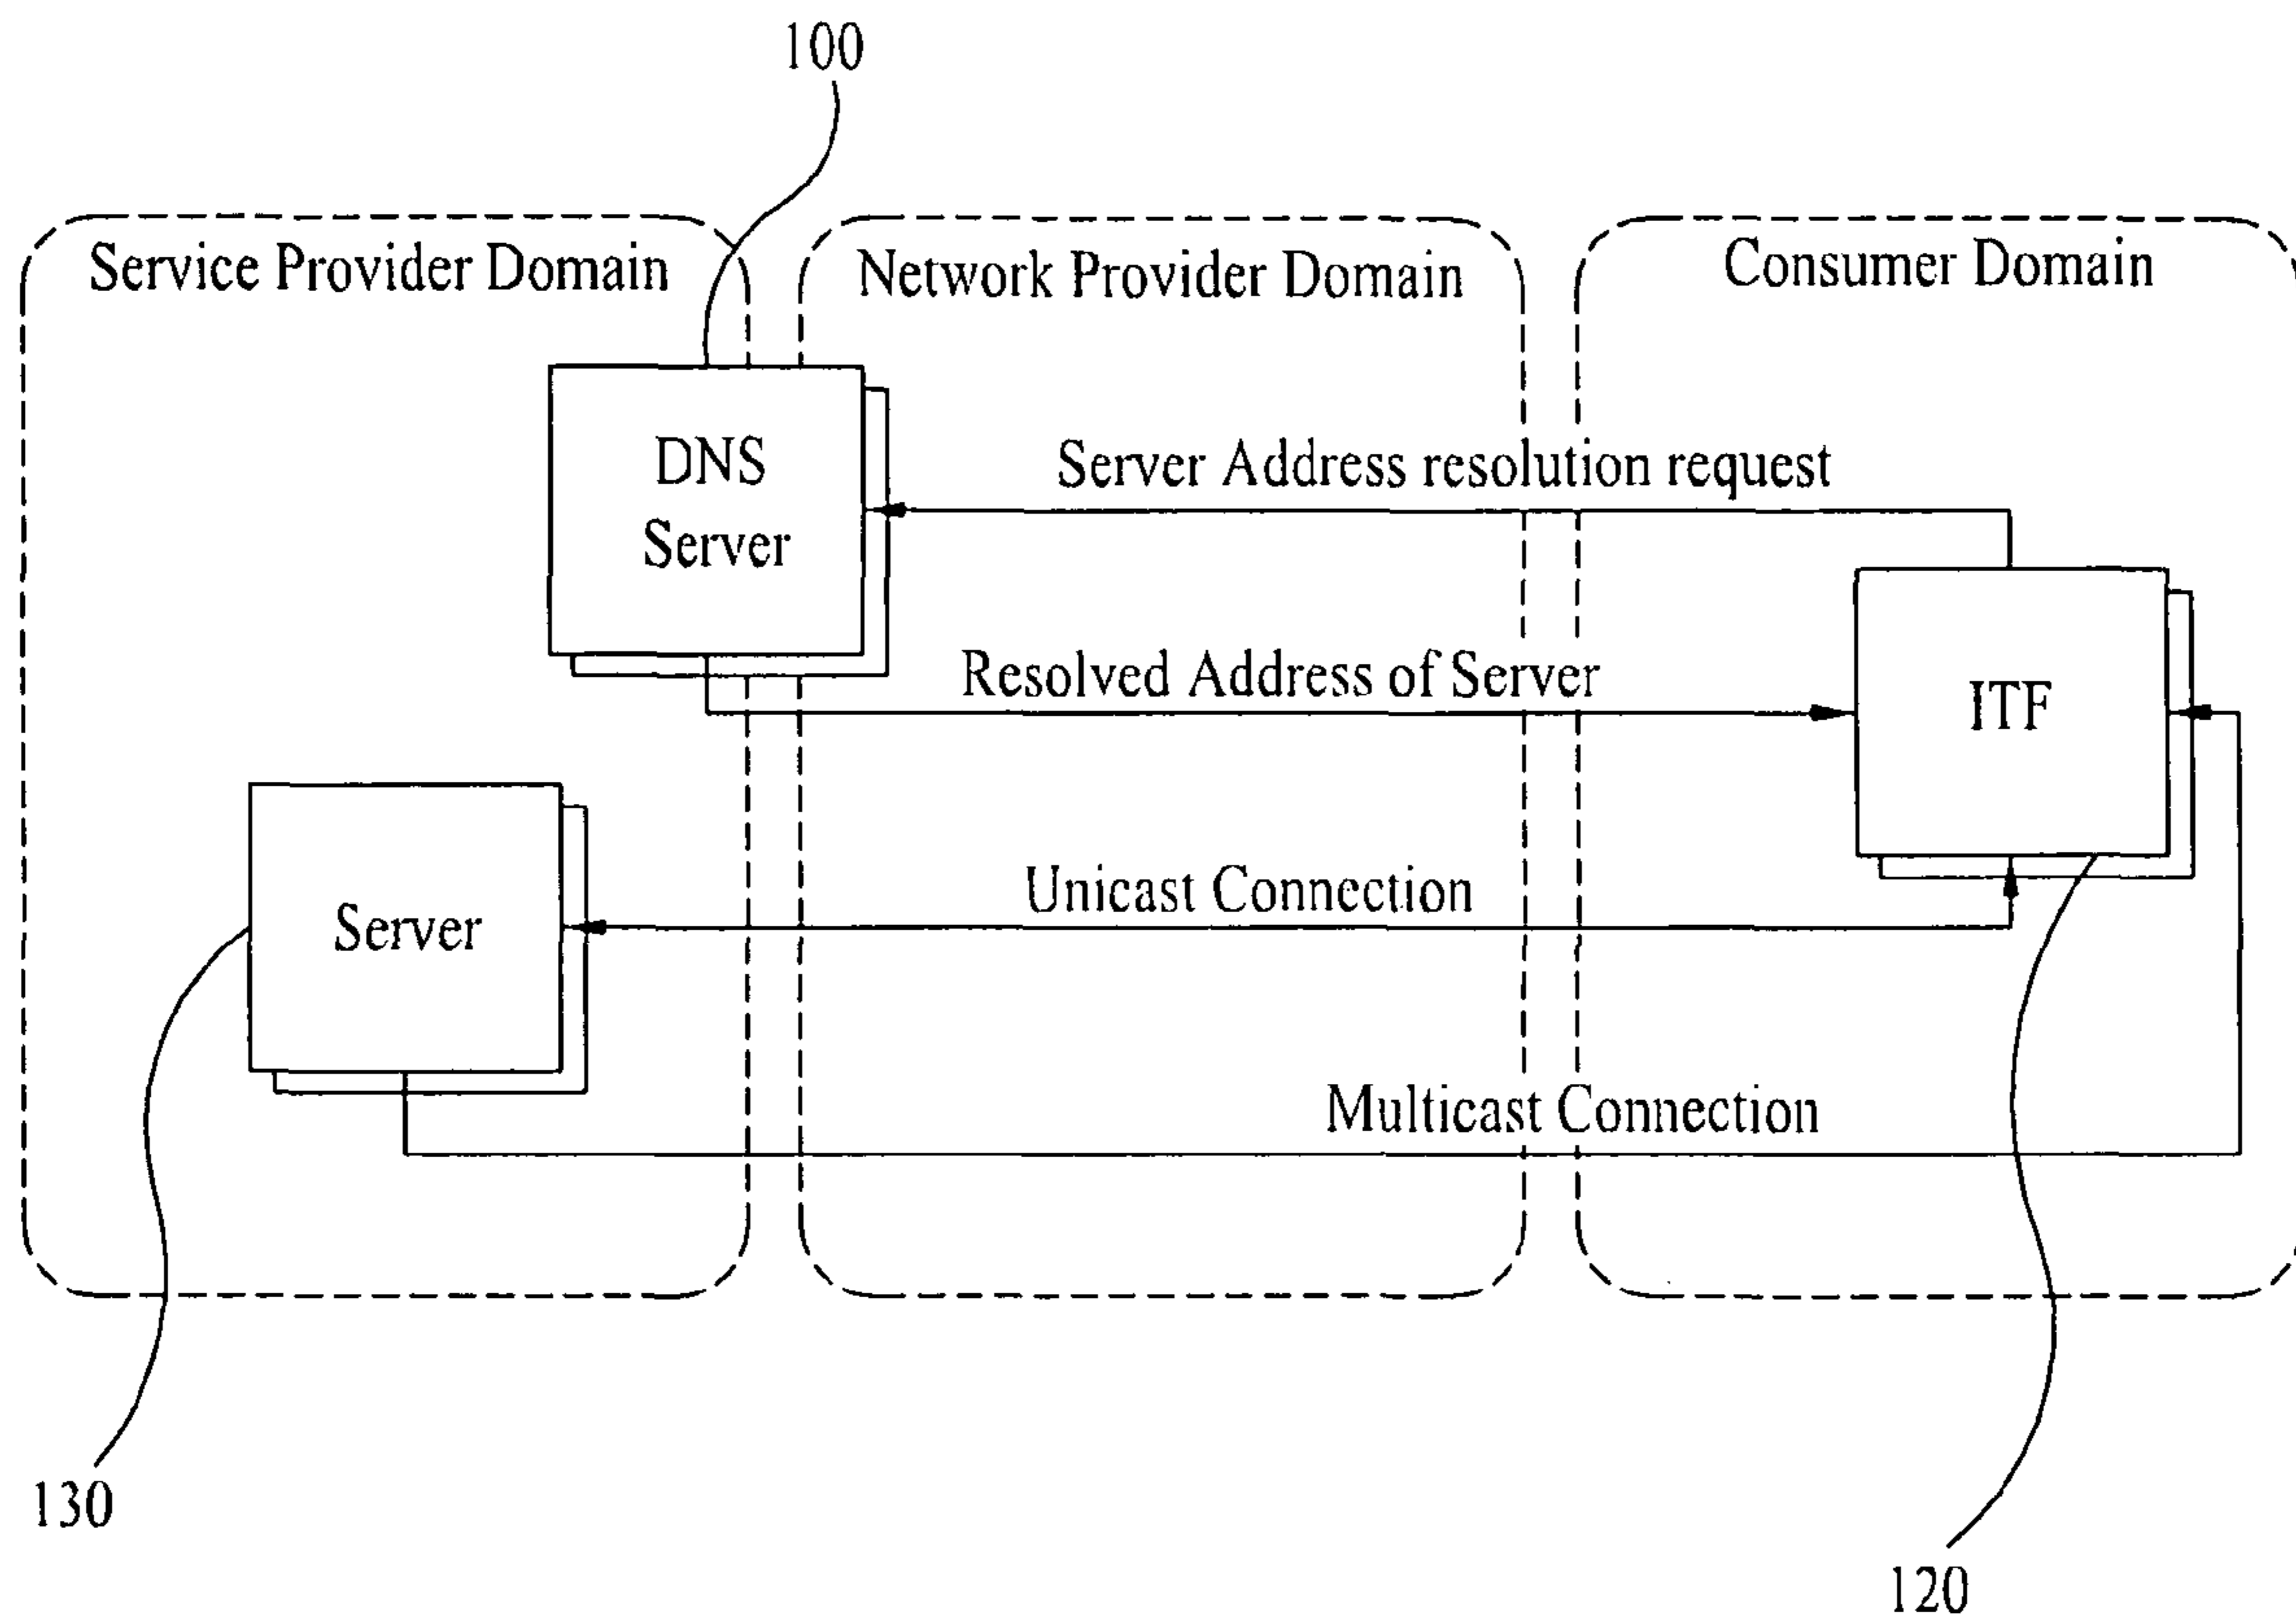 100
Service Provider Domain
Network Provider Domain
Consumer Domain
DNS
Server
Server Address resolution request
Resolved Address of Server
ITF
Server
Unicast Connection
Multicast Connection
130
120